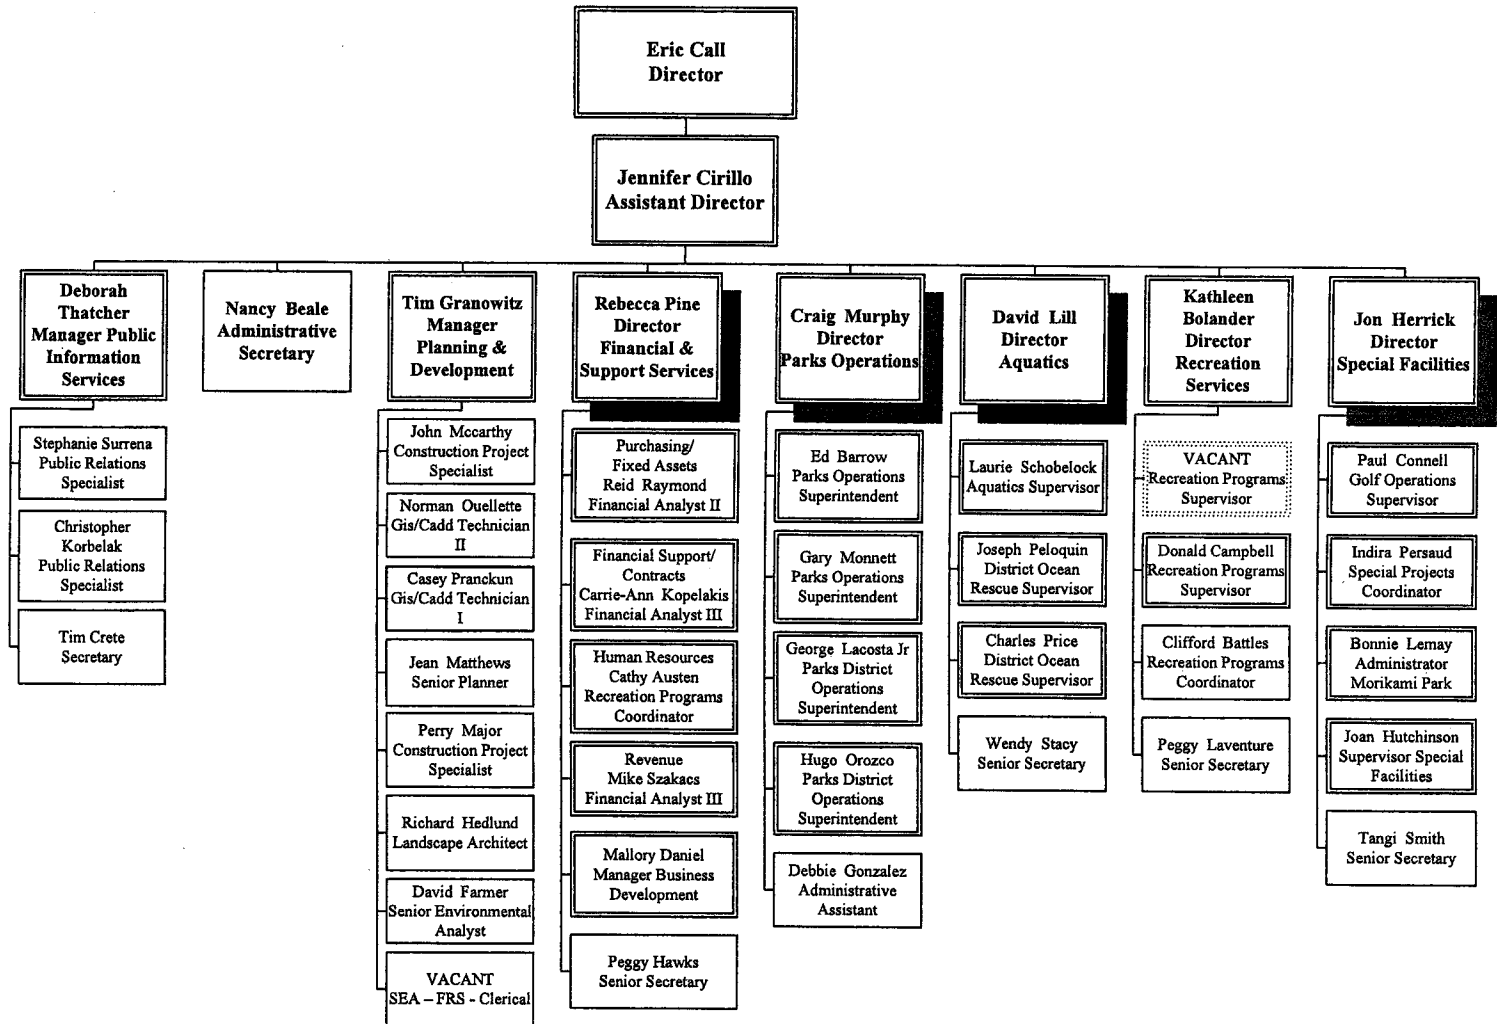 Eric Call
Director
Jennifer Cirillo
Assistant Director
Deborah
Thatcher
Manager Public
Information
Services
Nancy Beale
Administrative
Secretary
Tim Granowitz
Manager
Planning &
Development
Rebecca Pine
Director
Financial &
Support Services
Craig Murphy
Director
Parks Operations
David Lill
Director
Aquatics
Kathleen
Bolander
Director
Recreation
Services
Jon Herrick
Director
Special Facilities
Stephanie Surrena
Public Relations
Specialist
Christopher
Korbelak
Public Relations
Specialist
Tim Crete
Secretary
John Mccarthy
Construction Project
Specialist
Norman Ouellette
Gis/Cadd Technician
II
Casey Pranckun
Gis/Cadd Technician
I
Jean Matthews
Senior Planner
Perry Major
Construction Project
Specialist
Richard Hedlund
Landscape Architect
David Farmer
Senior Environmental
Analyst
VACANT
SEA – FRS - Clerical
Purchasing/
Fixed Assets
Reid Raymond
Financial Analyst II
Financial Support/
Contracts
Carrie-Ann Kopelakis
Financial Analyst III
Human Resources
Cathy Austen
Recreation Programs
Coordinator
Revenue
Mike Szakacs
Financial Analyst III
Mallory Daniel
Manager Business
Development
Peggy Hawks
Senior Secretary
Ed Barrow
Parks Operations
Superintendent
Gary Monnett
Parks Operations
Superintendent
George Lacosta Jr
Parks District
Operations
Superintendent
Hugo Orozco
Parks District
Operations
Superintendent
Debbie Gonzalez
Administrative
Assistant
Laurie Schobelock
Aquatics Supervisor
Joseph Peloquin
District Ocean
Rescue Supervisor
Charles Price
District Ocean
Rescue Supervisor
Wendy Stacy
Senior Secretary
VACANT
Recreation Programs
Supervisor
Donald Campbell
Recreation Programs
Supervisor
Clifford Battles
Recreation Programs
Coordinator
Peggy Laventure
Senior Secretary
Paul Connell
Golf Operations
Supervisor
Indira Persaud
Special Projects
Coordinator
Bonnie Lemay
Administrator
Morikami Park
Joan Hutchinson
Supervisor Special
Facilities
Tangi Smith
Senior Secretary